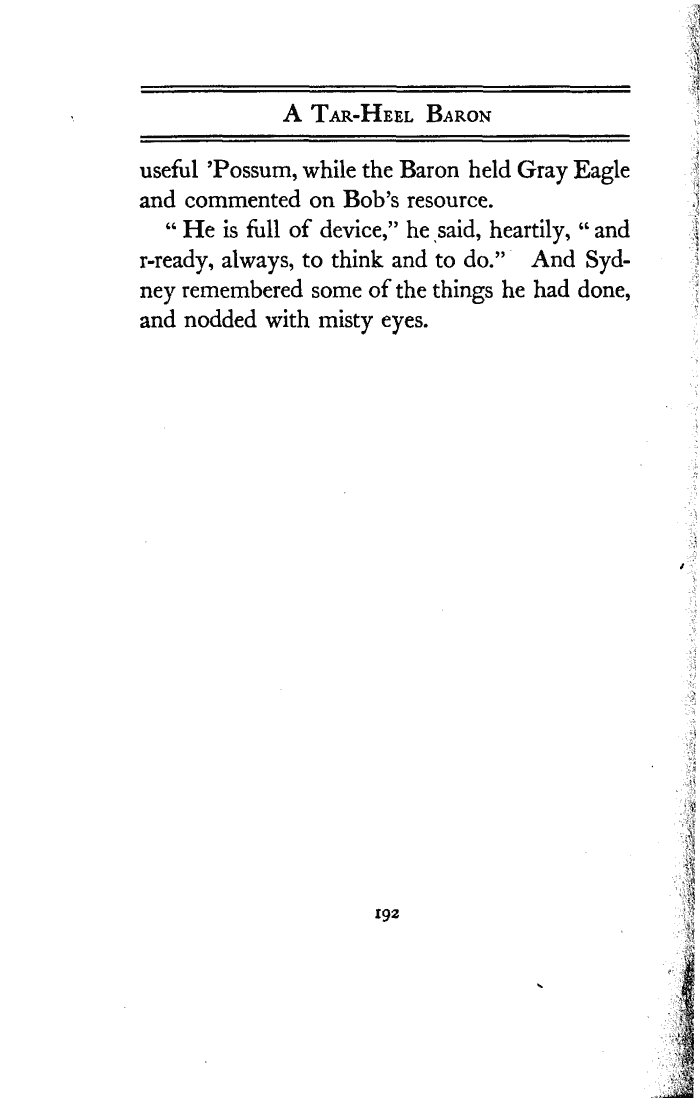 A Tar-Heel Baron
useful ’Possum, while the Baron held Gray Eagle
and commented on Bob’s resource.
“ He is full of device,” he said, heartily, “ and
r-ready, always, to think and to do.” And Syd-
ney remembered some of the things he had done,
and nodded with misty eyes.
192